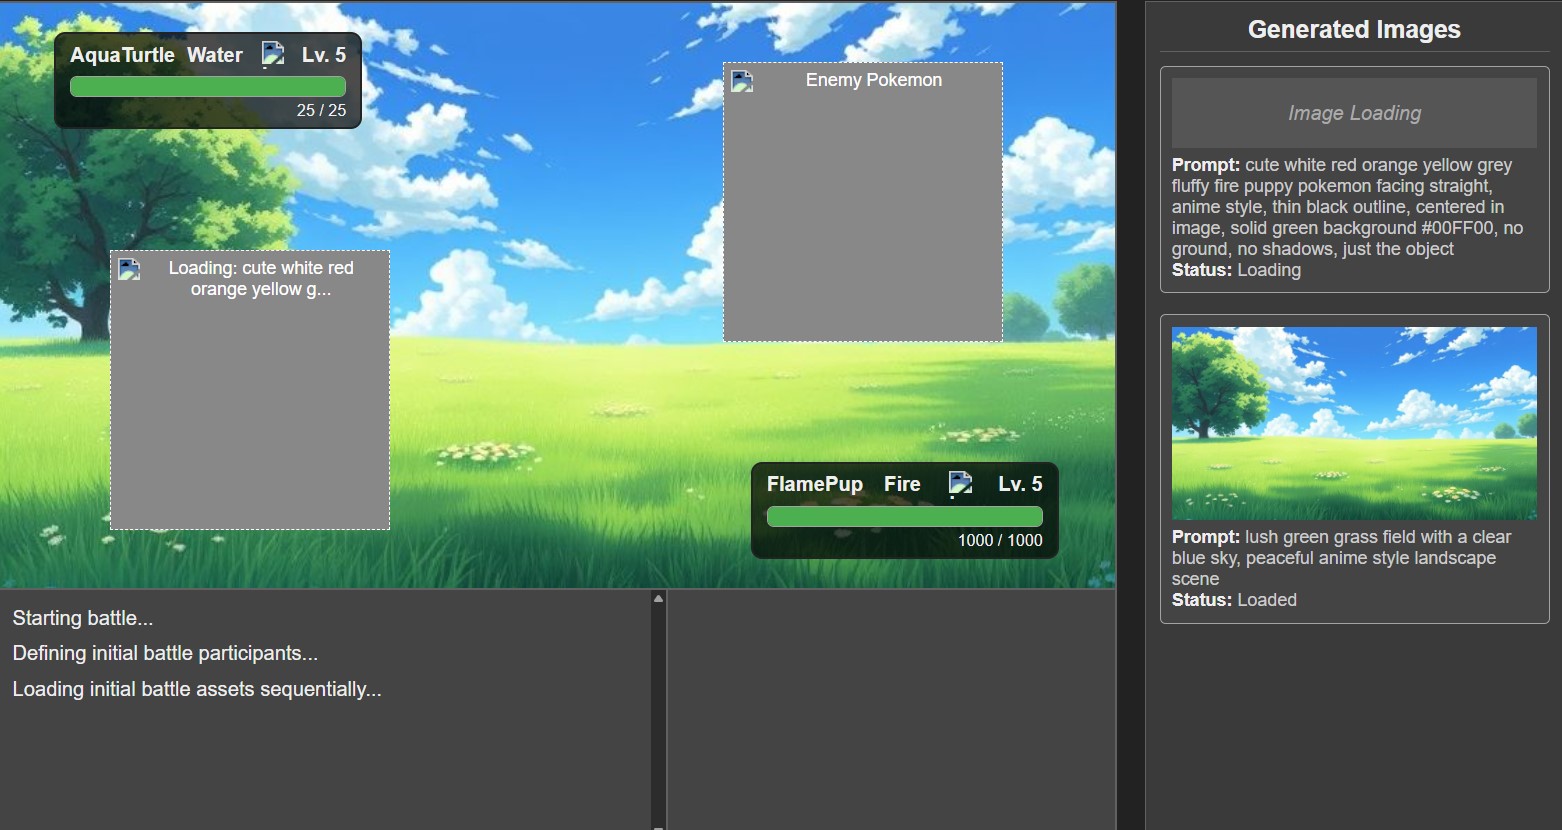 AquaTurtle Water Lv. 5
25 / 25
Enemy Pokemon
Loading: cute white red
orange yellow g...
FlamePup Fire Lv. 5
1000 / 1000
Starting battle...
Defining initial battle participants...
Loading initial battle assets sequentially...
Generated Images
Image Loading
Prompt: cute white red orange yellow grey
fluffy fire puppy pokemon facing straight,
anime style, thin black outline, centered in
image, solid green background #00FF00, no
ground, no shadows, just the object
Status: Loading
Prompt: lush green grass field with a clear
blue sky, peaceful anime style landscape
scene
Status: Loaded